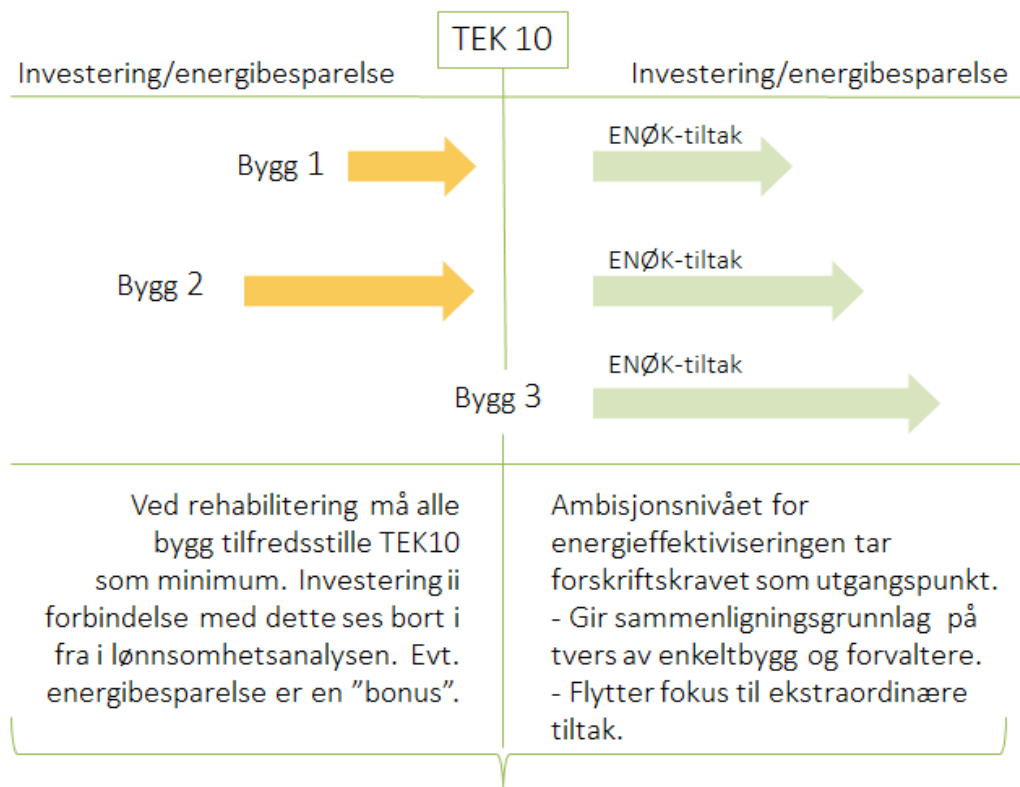 TEK 10
Investering/energibesparelse
Investering/energibesparelse
Bygg 1
ENØK-tiltak
Bygg 2
ENØK-tiltak
Bygg 3
ENØK-tiltak
Ved rehabilitering må alle
bygg tilfredsstille TEK10
som minimum. Investering ii
forbindelse med dette ses bort i
fra i lønnsomhetsanalysen. Evt.
energibesparelse er en ”bonus”.
Ambisjonsnivået for
energieffektiviseringen tar
forskriftskravet som utgangspunkt.
- Gir sammenligningsgrunnlag på
tvers av enkeltbygg og forvaltere.
- Flytter fokus til ekstraordinære
tiltak.